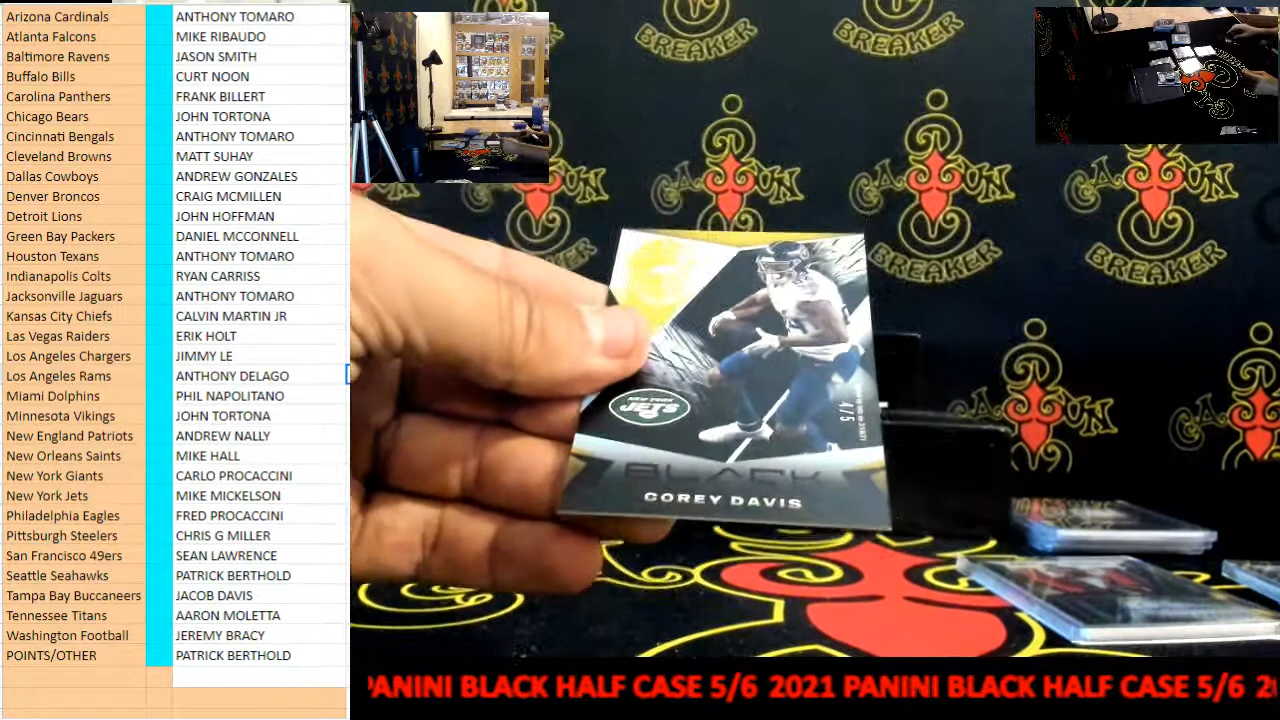 Arizona Cardinals ANTHONY TOMARO
Atlanta Falcons MIKE RIBAUDO
Baltimore Ravens JASON SMITH
Buffalo Bills CURT NOON
Carolina Panthers FRANK BILLERT
Chicago Bears JOHN TORTONA
Cincinnati Bengals ANTHONY TOMARO
Cleveland Browns MATT SUHAY
Dallas Cowboys ANDREW GONZALES
Denver Broncos CRAIG MCMILLEN
Detroit Lions JOHN HOFFMAN
Green Bay Packers DANIEL MCCONNELL
Houston Texans ANTHONY TOMARO
Indianapolis Colts RYAN CARRISS
Jacksonville Jaguars ANTHONY TOMARO
Kansas City Chiefs CALVIN MARTIN JR
Las Vegas Raiders ERIK HOLT
Los Angeles Chargers JIMMY LE
Los Angeles Rams ANTHONY DELAGO
Miami Dolphins PHIL NAPOLITANO
Minnesota Vikings JOHN TORTONA
New England Patriots ANDREW NALLY
New Orleans Saints MIKE HALL
New York Giants CARLO PROCACCINI
New York Jets MIKE MICKELSON
Philadelphia Eagles FRED PROCACCINI
Pittsburgh Steelers CHRIS G MILLER
San Francisco 49ers SEAN LAWRENCE
Seattle Seahawks PATRICK BERTHOLD
Tampa Bay Buccaneers JACOB DAVIS
Tennessee Titans AARON MOLETTA
Washington Football JEREMY BRACY
POINTS/OTHER PATRICK BERTHOLD
BREAKER
BREAKER
BREAKER
BREAKER
BREAKER
NEW YORK
JETS
4/5
BLACK
COREY DAVIS
PANINI BLACK HALF CASE 5/6 2021 PANINI BLACK HALF CASE 5/6